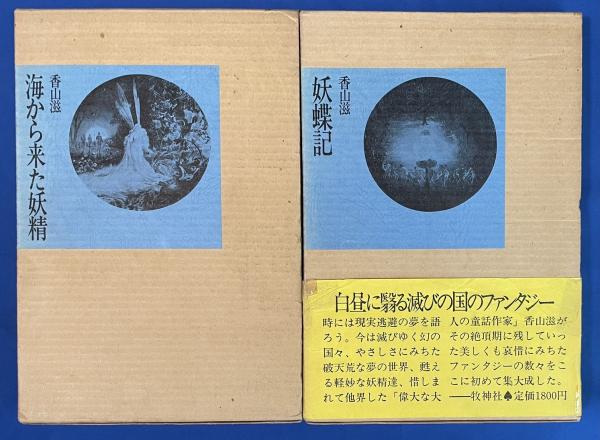 香山滋
海から来た妖精
香山滋
妖蝶記
白昼に翳る滅びの国のファンタジー
時には現実逃避の夢を語
ろう。今は滅びゆく幻の
国々、やさしさにみちた
破天荒な夢の世界、甦え
る軽妙な妖精達、惜しま
れて他界した「偉大な大
人の童話作家」香山滋が
その絶頂期に残していっ
た美しくも哀惜にみちた
ファンタジーの数々をこ
こに初めて集大成した。
――牧神社♠定価1800円